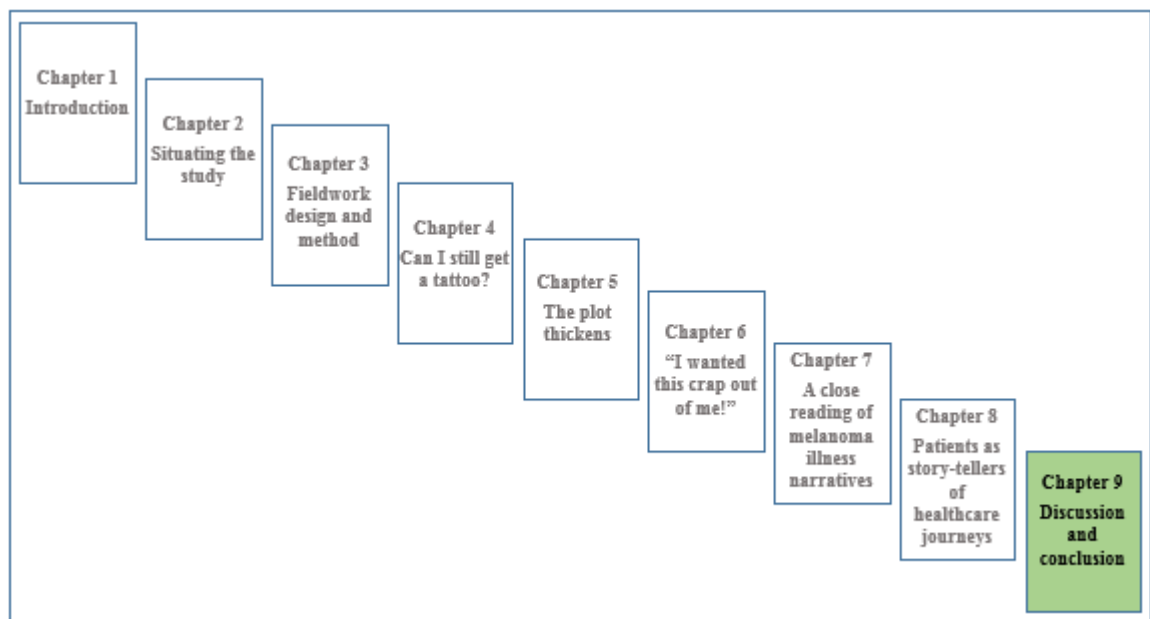 Chapter 1
Introduction
Chapter 2
Situating the
study
Chapter 3
Fieldwork
design and
method
Chapter 4
Can I still get
a tattoo?
Chapter 5
The plot
thickens
Chapter 6
“I wanted
this crap out
of me!”
Chapter 7
A close
reading of
melanoma
illness
narratives
Chapter 8
Patients as
story-tellers
of
healthcare
journeys
Chapter 9
Discussion
and
conclusion